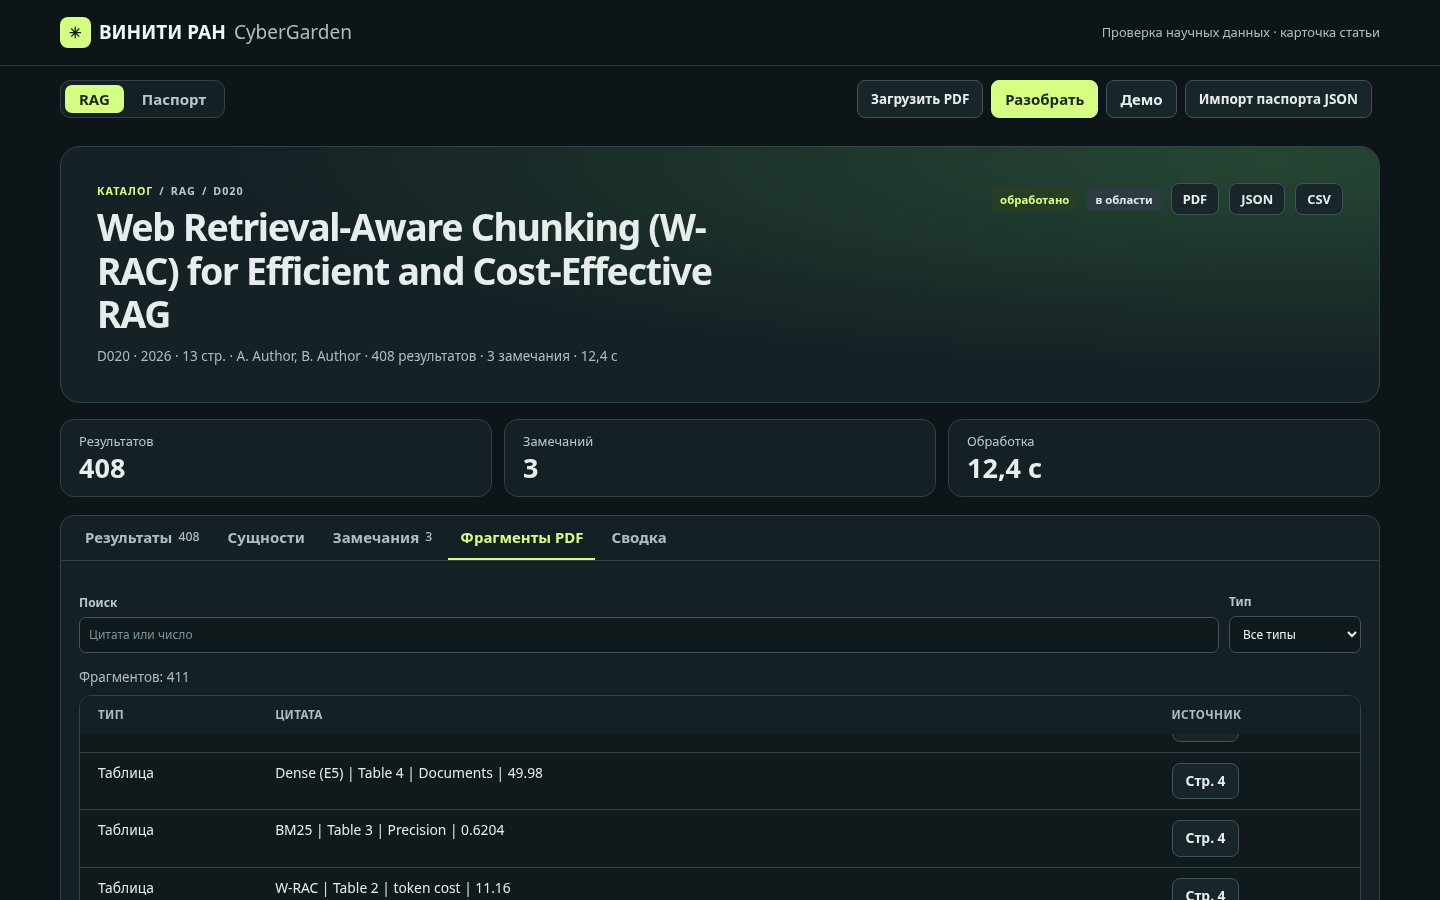 ВИНИТИ РАН CyberGarden
Проверка научных данных · карточка статьи
RAG Паспорт
Загрузить PDF Разобрать Демо Импорт паспорта JSON
КАТАЛОГ / RAG / D020
обработано в области PDF JSON CSV
Web Retrieval-Aware Chunking (W-
RAC) for Efficient and Cost-Effective
RAG
D020 · 2026 · 13 стр. · A. Author, B. Author · 408 результатов · 3 замечания · 12,4 с
Результатов
408
Замечаний
3
Обработка
12,4 с
Результаты 408 Сущности Замечания 3 Фрагменты PDF Сводка
Поиск
Цитата или число
Тип
Все типы
Фрагментов: 411
ТИП ЦИТАТА ИСТОЧНИК
Таблица Dense (E5) | Table 4 | Documents | 49.98 Стр. 4
Таблица BM25 | Table 3 | Precision | 0.6204 Стр. 4
Таблица W-RAC | Table 2 | token cost | 11.16 Стр. 4